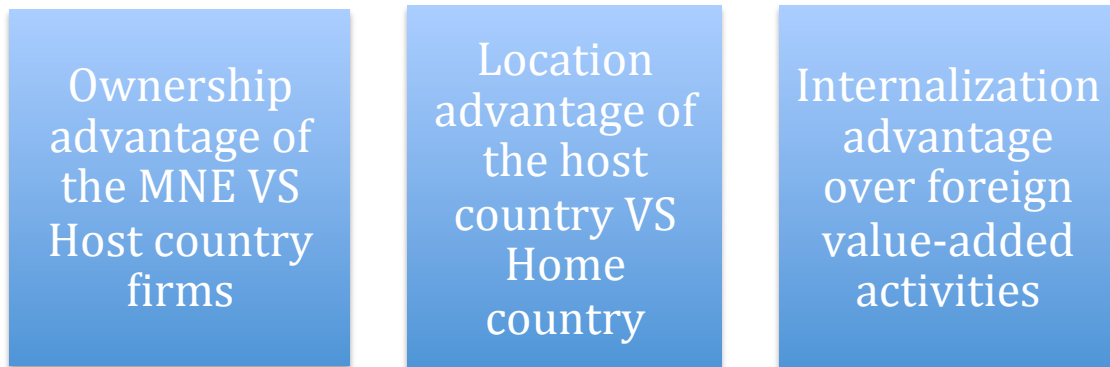 Ownership
advantage of
the MNE VS
Host country
firms
Location
advantage of
the host
country VS
Home
country
Internalization
advantage
over foreign
value-added
activities